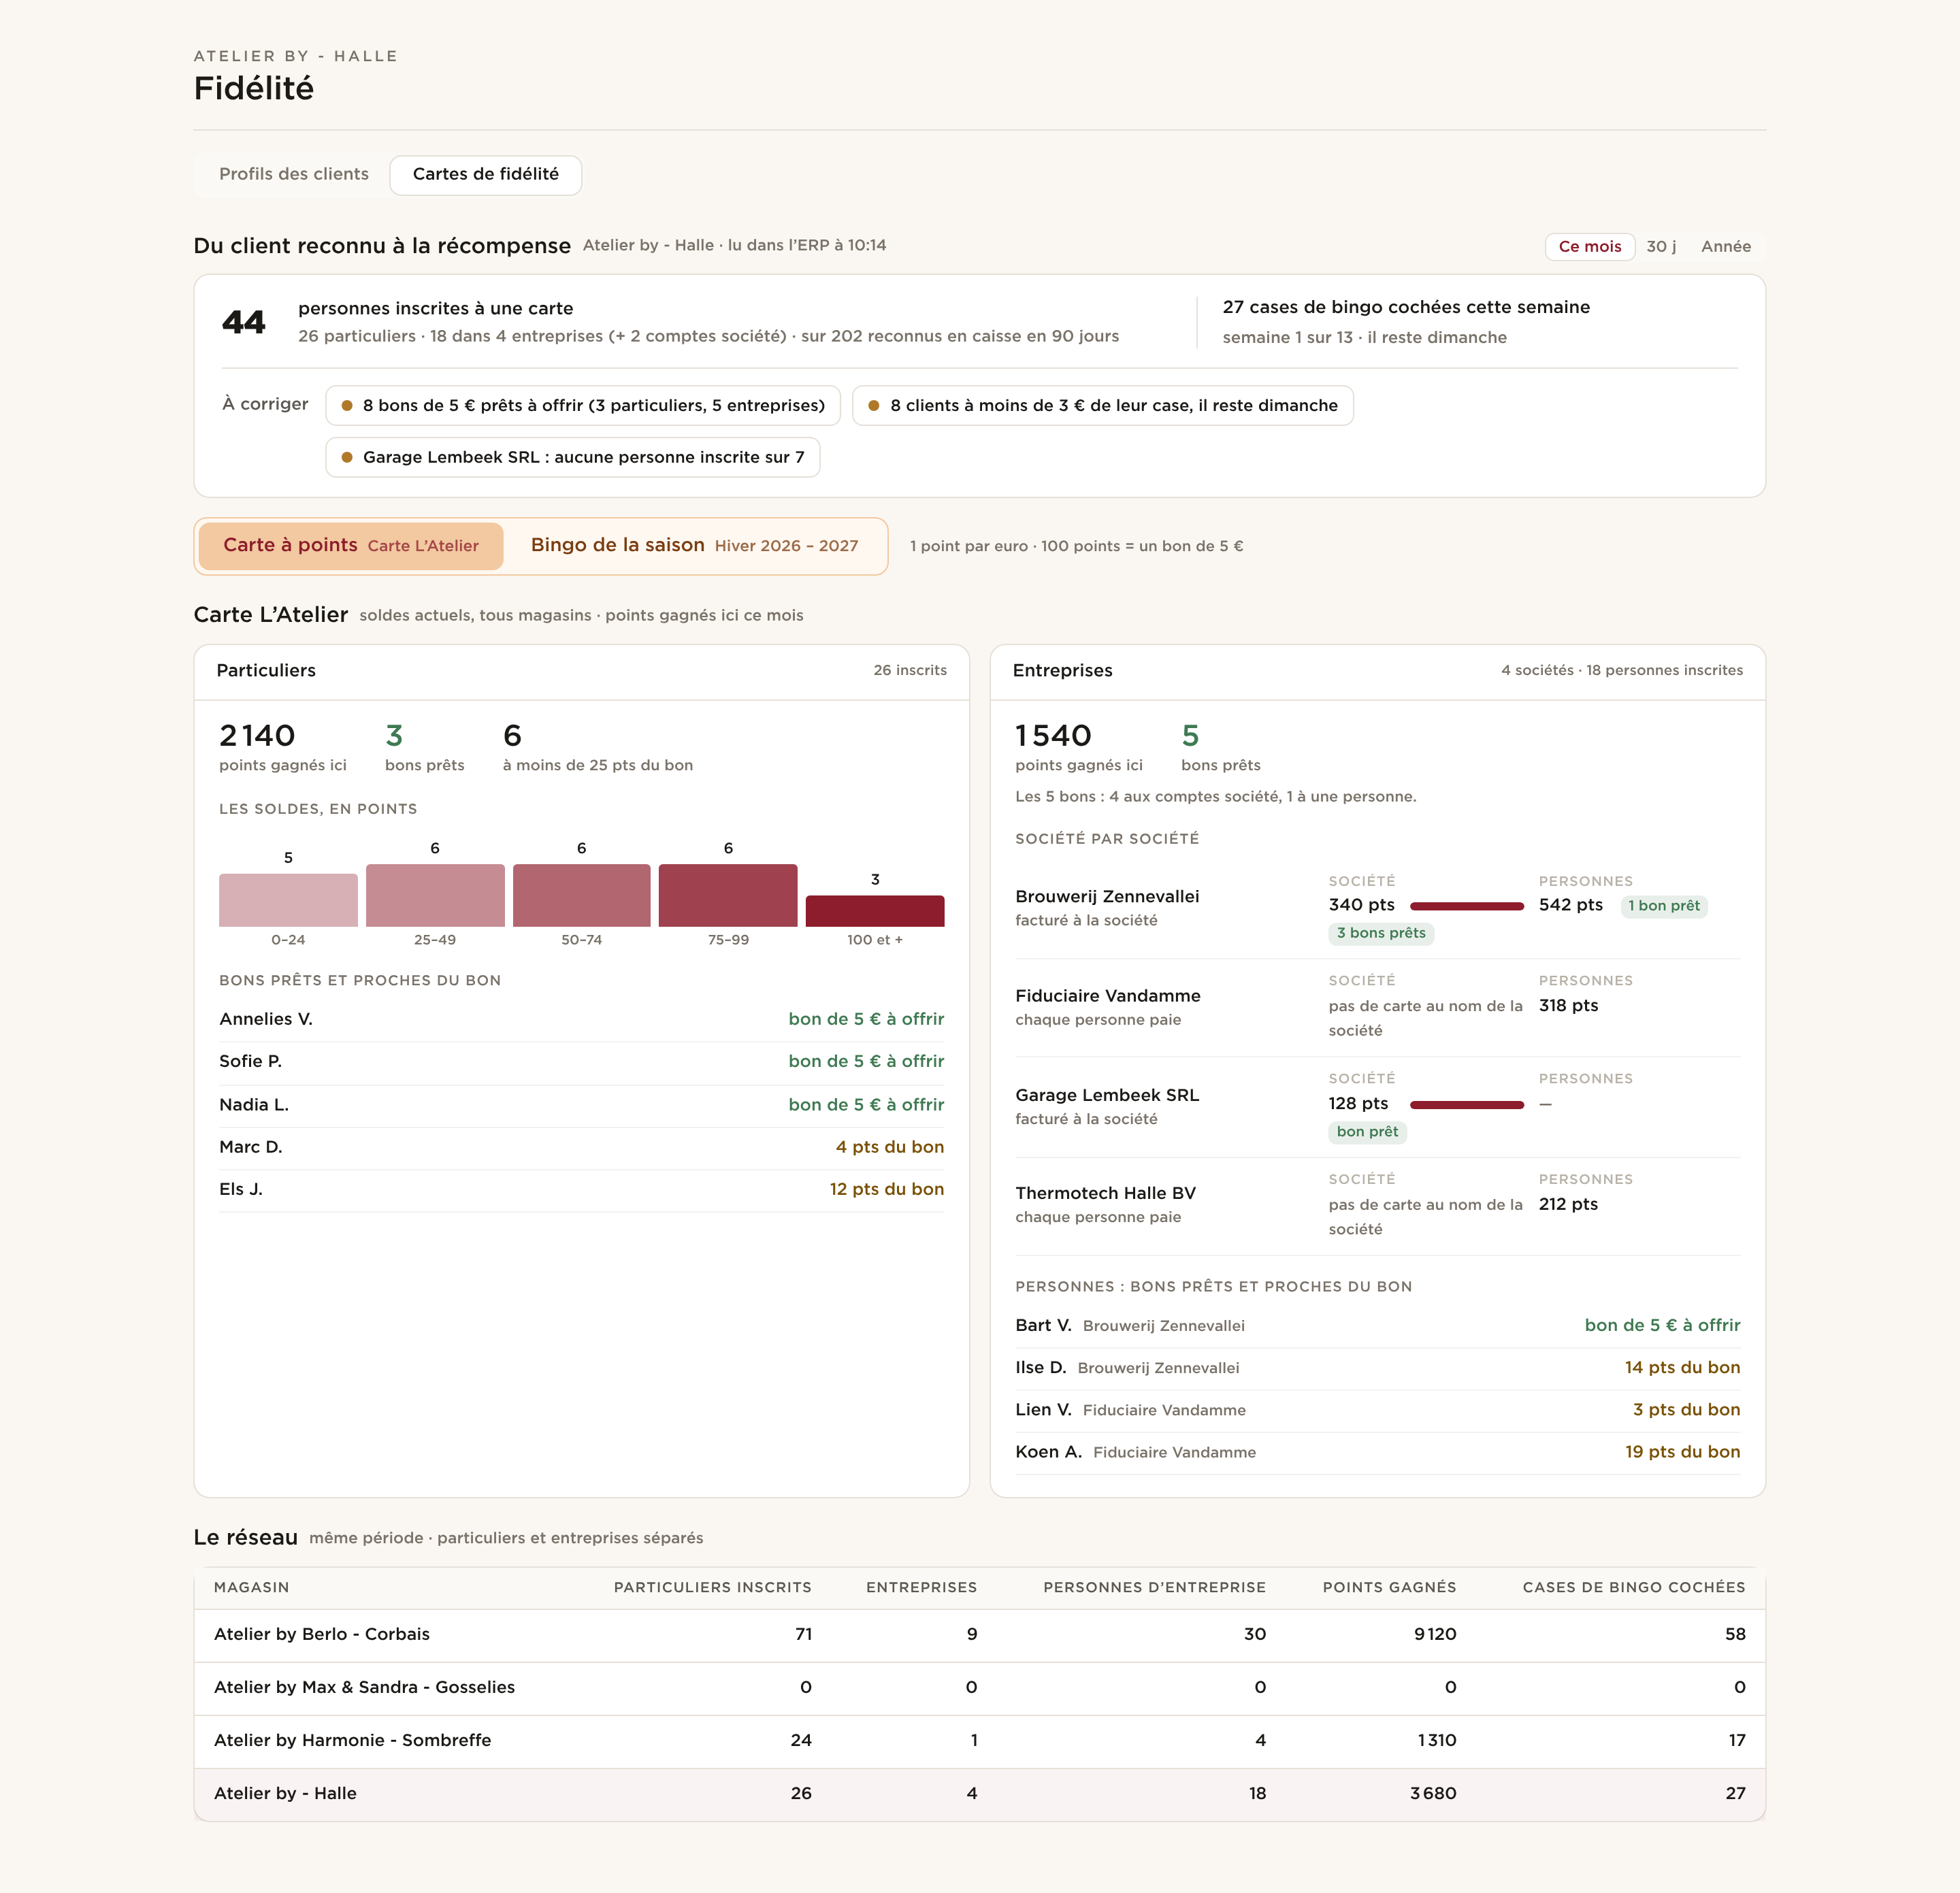 ATELIER BY - HALLE
Fidélité
Profils des clients
Cartes de fidélité
Du client reconnu à la récompense
Atelier by - Halle · lu dans l’ERP à 10:14
Ce mois
30 j
Année
44
personnes inscrites à une carte
26 particuliers · 18 dans 4 entreprises (+ 2 comptes société) · sur 202 reconnus en caisse en 90 jours
27 cases de bingo cochées cette semaine
semaine 1 sur 13 · il reste dimanche
À corriger
8 bons de 5 € prêts à offrir (3 particuliers, 5 entreprises)
8 clients à moins de 3 € de leur case, il reste dimanche
Garage Lembeek SRL : aucune personne inscrite sur 7
Carte à points Carte L’Atelier
Bingo de la saison Hiver 2026 – 2027
1 point par euro · 100 points = un bon de 5 €
Carte L’Atelier soldes actuels, tous magasins · points gagnés ici ce mois
Particuliers
26 inscrits
2 140
points gagnés ici
3
bons prêts
6
à moins de 25 pts du bon
LES SOLDES, EN POINTS
5
6
6
6
3
0–24
25–49
50–74
75–99
100 et +
BONS PRÊTS ET PROCHES DU BON
Annelies V. bon de 5 € à offrir
Sofie P. bon de 5 € à offrir
Nadia L. bon de 5 € à offrir
Marc D. 4 pts du bon
Els J. 12 pts du bon
Entreprises
4 sociétés · 18 personnes inscrites
1 540
points gagnés ici
5
bons prêts
Les 5 bons : 4 aux comptes société, 1 à une personne.
SOCIÉTÉ PAR SOCIÉTÉ
Brouwerij Zennevallei
facturé à la société
SOCIÉTÉ
340 pts
3 bons prêts
PERSONNES
542 pts
1 bon prêt
Fiduciaire Vandamme
chaque personne paie
SOCIÉTÉ
pas de carte au nom de la
société
PERSONNES
318 pts
Garage Lembeek SRL
facturé à la société
SOCIÉTÉ
128 pts
bon prêt
PERSONNES
—
Thermotech Halle BV
chaque personne paie
SOCIÉTÉ
pas de carte au nom de la
société
PERSONNES
212 pts
PERSONNES : BONS PRÊTS ET PROCHES DU BON
Bart V. Brouwerij Zennevallei bon de 5 € à offrir
Ilse D. Brouwerij Zennevallei 14 pts du bon
Lien V. Fiduciaire Vandamme 3 pts du bon
Koen A. Fiduciaire Vandamme 19 pts du bon
Le réseau même période · particuliers et entreprises séparés
MAGASIN PARTICULIERS INSCRITS ENTREPRISES PERSONNES D’ENTREPRISE POINTS GAGNÉS CASES DE BINGO COCHÉES
Atelier by Berlo - Corbais 71 9 30 9 120 58
Atelier by Max & Sandra - Gosselies 0 0 0 0 0
Atelier by Harmonie - Sombreffe 24 1 4 1 310 17
Atelier by - Halle 26 4 18 3 680 27